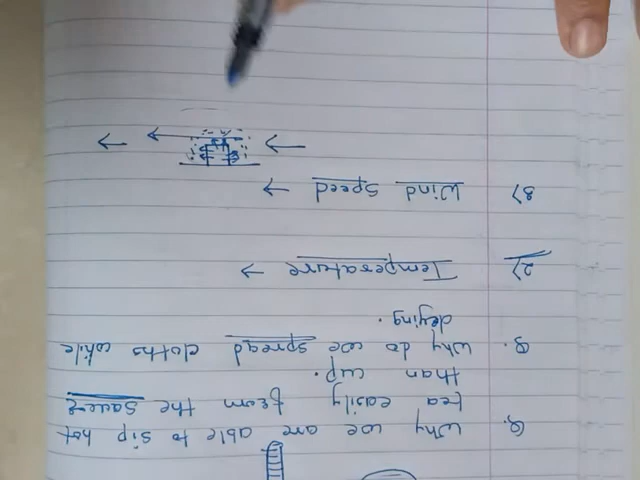 Q. Why we are able to sip hot
tea easily from the saucer
than cup.
Q. Why do we spread cloths while
drying.
2) Temperature →
3) Wind Speed →